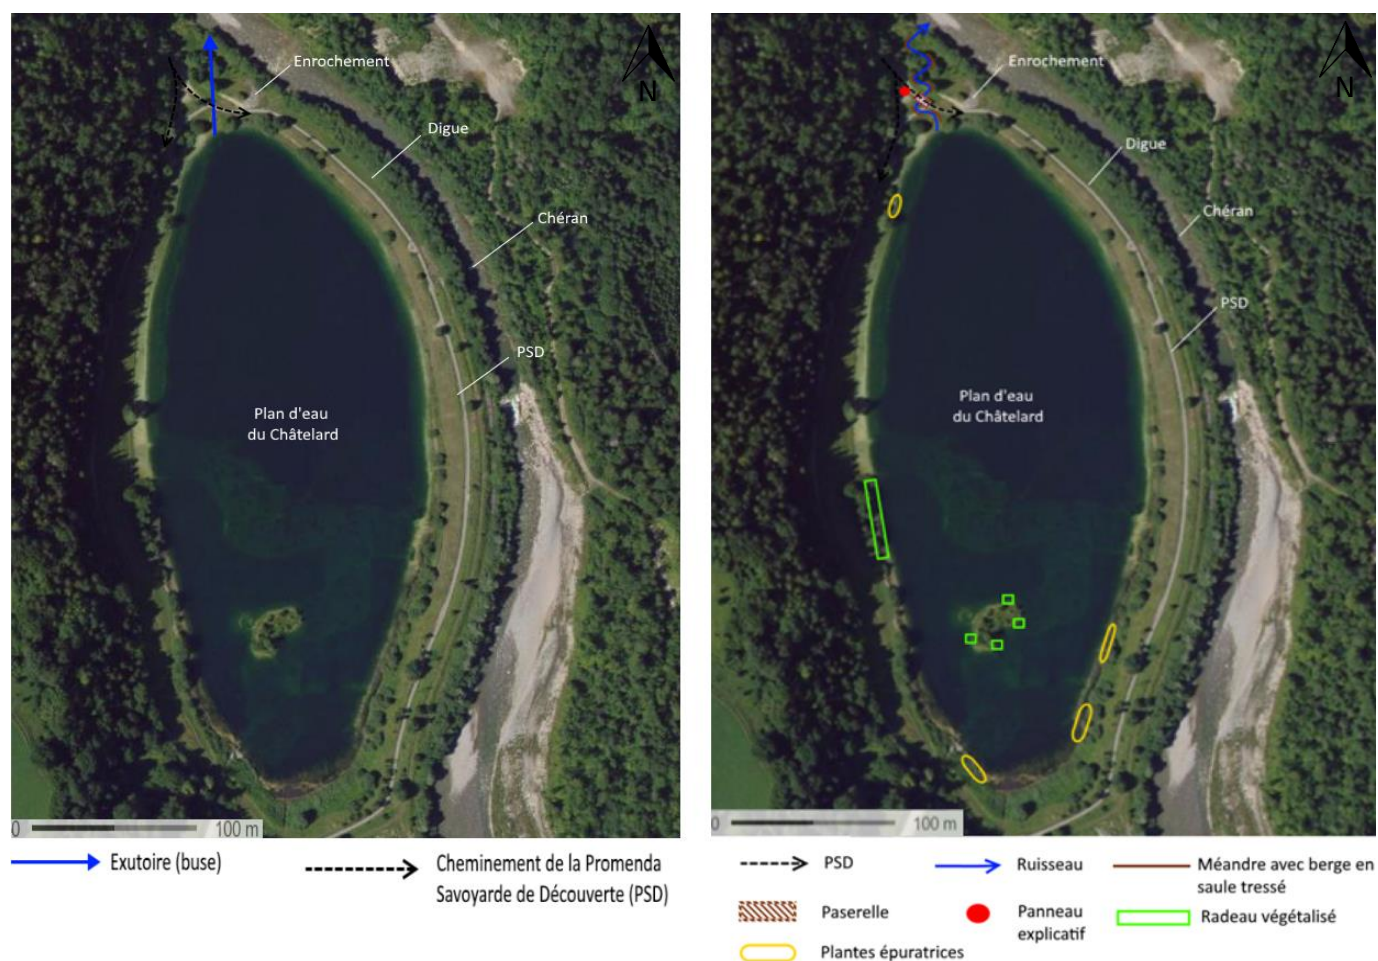 Enrochement
N
Digue
Chéran
PSD
Plan d'eau
du Châtelard
0 100 m
Exutoire (buse)
Cheminement de la Promenda
Savoyarde de Découverte (PSD)
Enrochement
N
Digue
Chéran
PSD
Plan d'eau
du Châtelard
0 100 m
PSD
Ruisseau
Méandre avec berge en
saule tressé
Paserelle
Panneau
explicatif
Radeau végétalisé
Plantes épuratrices